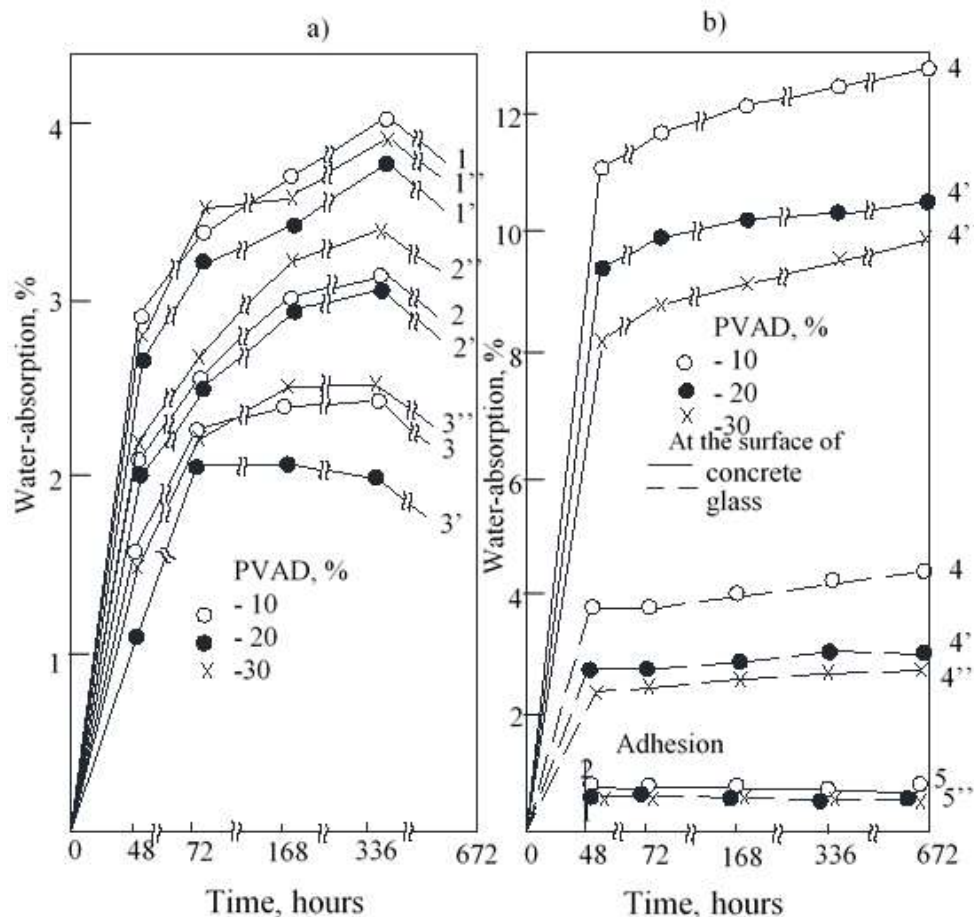 a)
4
3
2
1
Water-absorption, %
1
1’’
1’
2’’
2
2’
3’’
3
3’
PVAD, %
- 10
- 20
-30
0 48 72 168 336 672
Time, hours
b)
12
10
8
6
4
2
Water-absorption, %
4
4’
4’
PVAD, %
- 10
- 20
-30
At the surface of
concrete
glass
4
4’
4’’
Adhesion
2
5
5’’
0 48 72 168 336 672
Time, hours